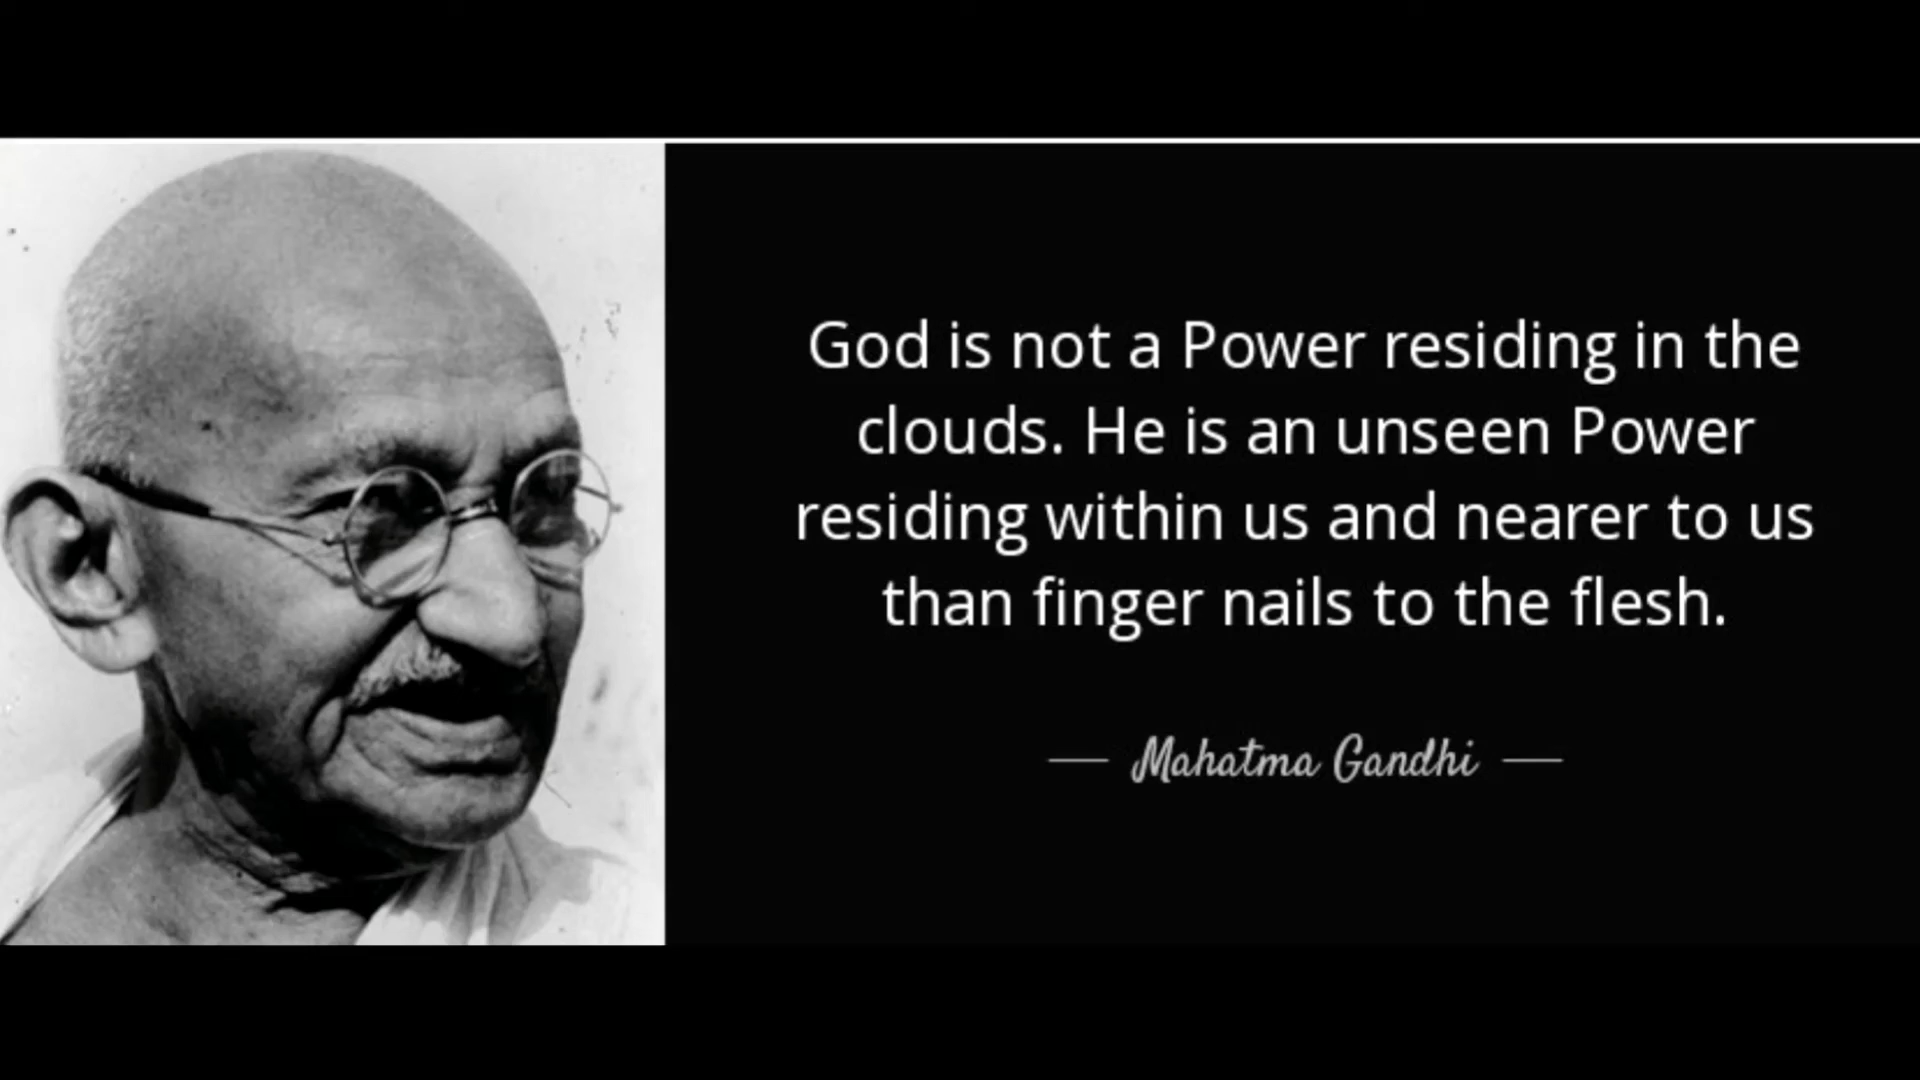 God is not a Power residing in the
clouds. He is an unseen Power
residing within us and nearer to us
than finger nails to the flesh.
Mahatma Gandhi